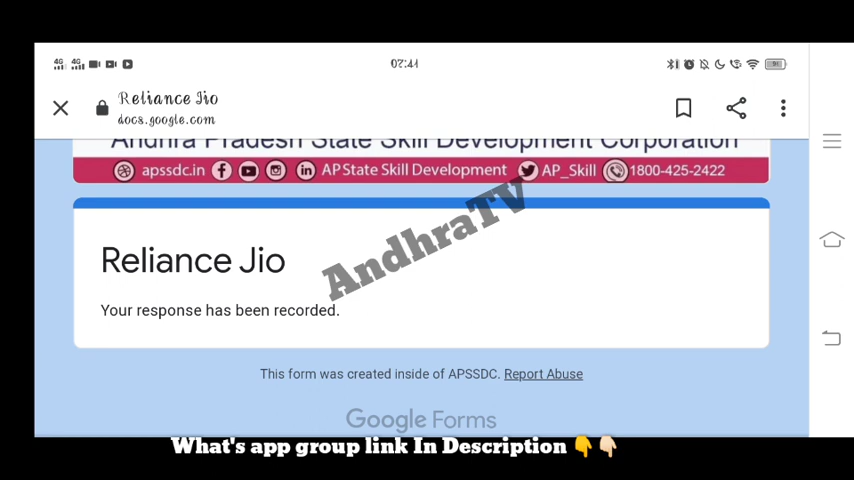 4G 4G 07:41 91
Reliance Jio
docs.google.com
Andhra Pradesh State Skill Development Corporation
apssdc.in AP State Skill Development AP_Skill 1800-425-2422
AndhraTV
Reliance Jio
Your response has been recorded.
This form was created inside of APSSDC. Report Abuse
Google Forms
What's app group link In Description 👇👇🏻